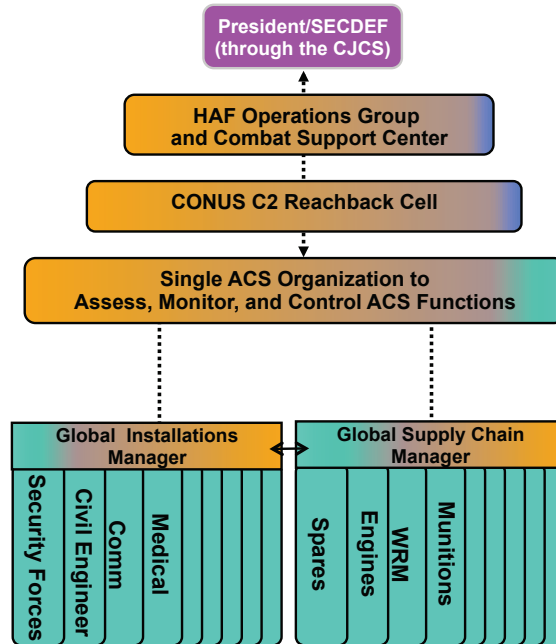 President/SECDEF
(through the CJCS)
HAF Operations Group
and Combat Support Center
CONUS C2 Reachback Cell
Single ACS Organization to
Assess, Monitor, and Control ACS Functions
Global Installations
Manager
Global Supply Chain
Manager
Security Forces
Civil Engineer
Comm
Medical
Spares
Engines
WRM
Munitions